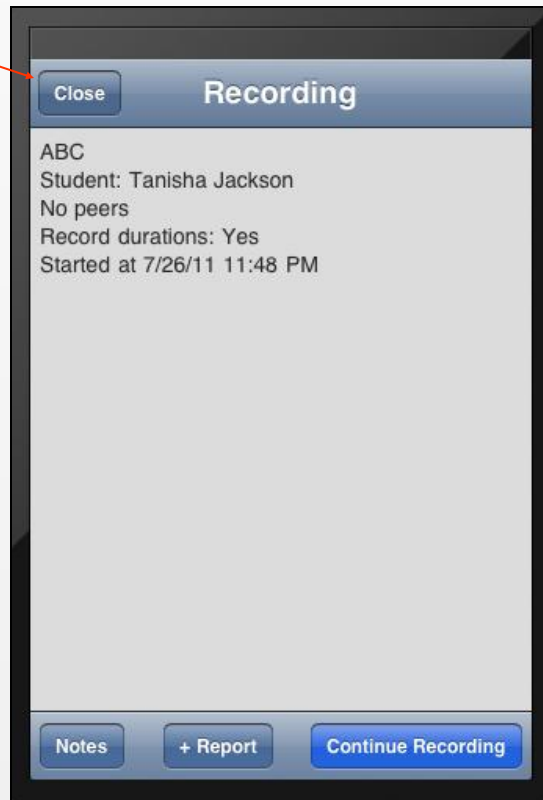 Close Recording
ABC
Student: Tanisha Jackson
No peers
Record durations: Yes
Started at 7/26/11 11:48 PM
Notes + Report Continue Recording